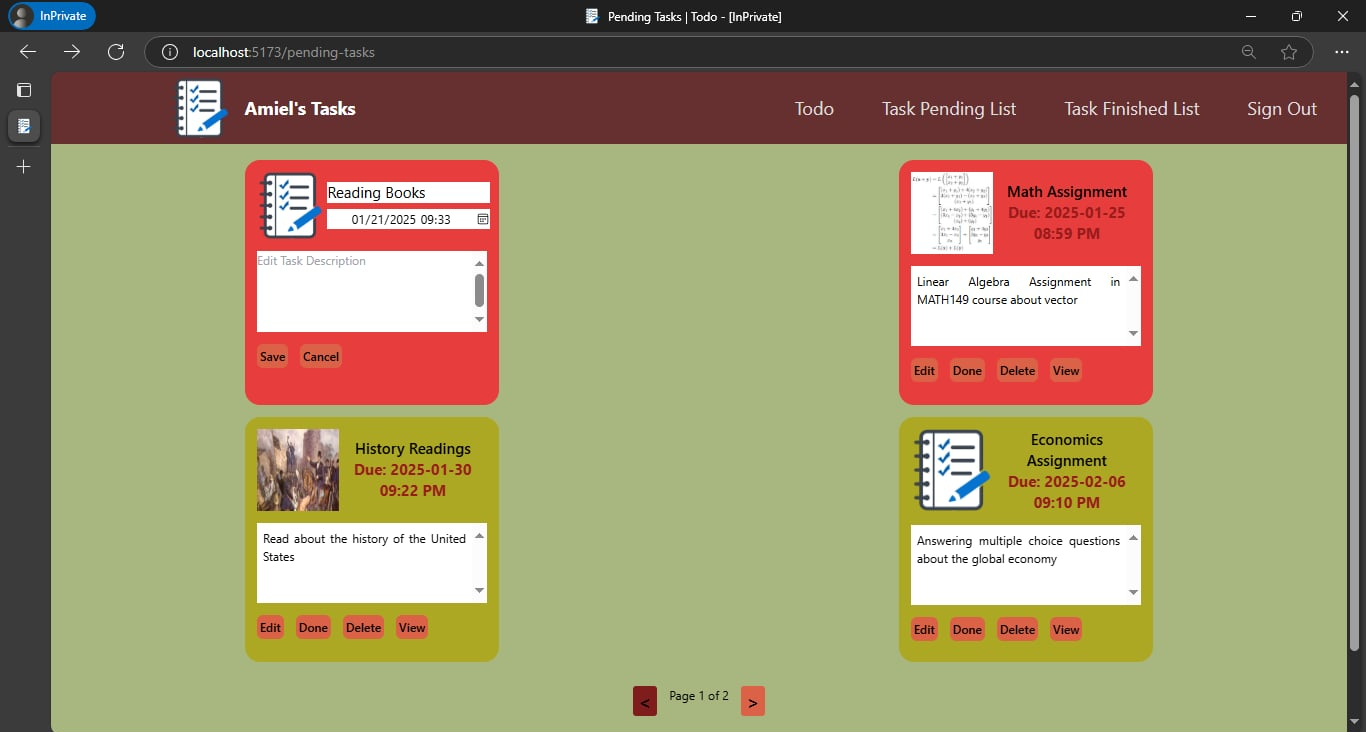 InPrivate
Pending Tasks | Todo - [InPrivate]
localhost:5173/pending-tasks
Amiel's Tasks
Todo
Task Pending List
Task Finished List
Sign Out
Reading Books
01/21/2025 09:33
Edit Task Description
Save
Cancel
Math Assignment
Due: 2025-01-25
08:59 PM
Linear Algebra Assignment in
MATH149 course about vector
Edit
Done
Delete
View
History Readings
Due: 2025-01-30
09:22 PM
Read about the history of the United
States
Edit
Done
Delete
View
Economics
Assignment
Due: 2025-02-06
09:10 PM
Answering multiple choice questions
about the global economy
Edit
Done
Delete
View
<
Page 1 of 2
>